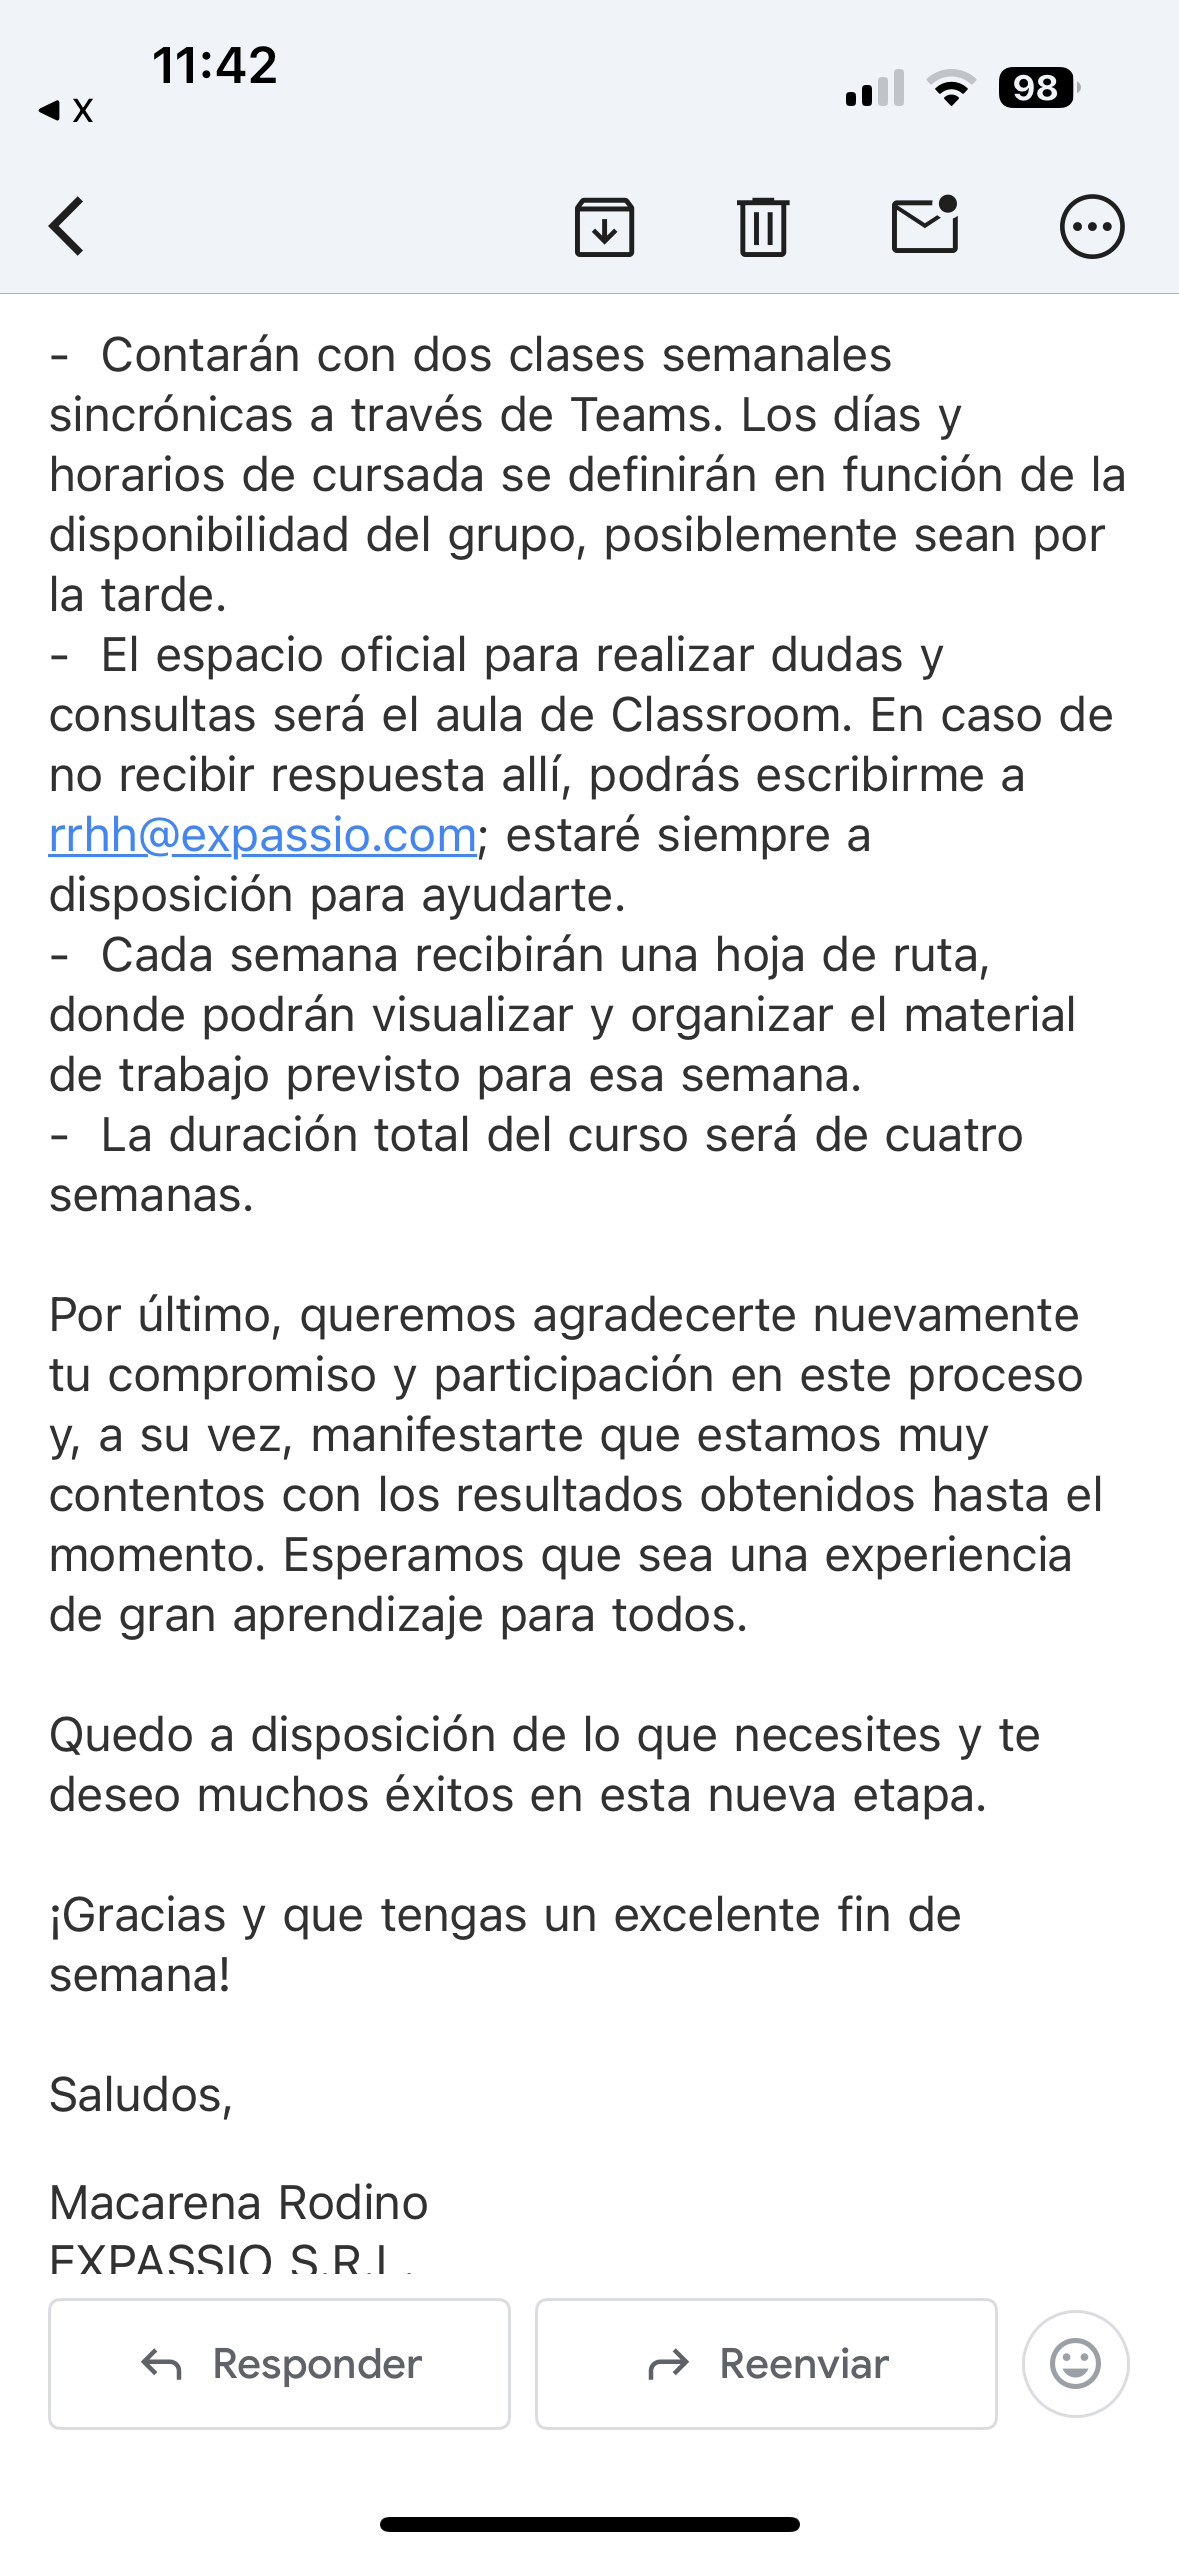 11:42
X
98
- Contarán con dos clases semanales
sincrónicas a través de Teams. Los días y
horarios de cursada se definirán en función de la
disponibilidad del grupo, posiblemente sean por
la tarde.
- El espacio oficial para realizar dudas y
consultas será el aula de Classroom. En caso de
no recibir respuesta allí, podrás escribirme a
rrhh@expassio.com; estaré siempre a
disposición para ayudarte.
- Cada semana recibirán una hoja de ruta,
donde podrán visualizar y organizar el material
de trabajo previsto para esa semana.
- La duración total del curso será de cuatro
semanas.
Por último, queremos agradecerte nuevamente
tu compromiso y participación en este proceso
y, a su vez, manifestarte que estamos muy
contentos con los resultados obtenidos hasta el
momento. Esperamos que sea una experiencia
de gran aprendizaje para todos.
Quedo a disposición de lo que necesites y te
deseo muchos éxitos en esta nueva etapa.
¡Gracias y que tengas un excelente fin de
semana!
Saludos,
Macarena Rodino
EXPASSIO S.R.L.
Responder
Reenviar